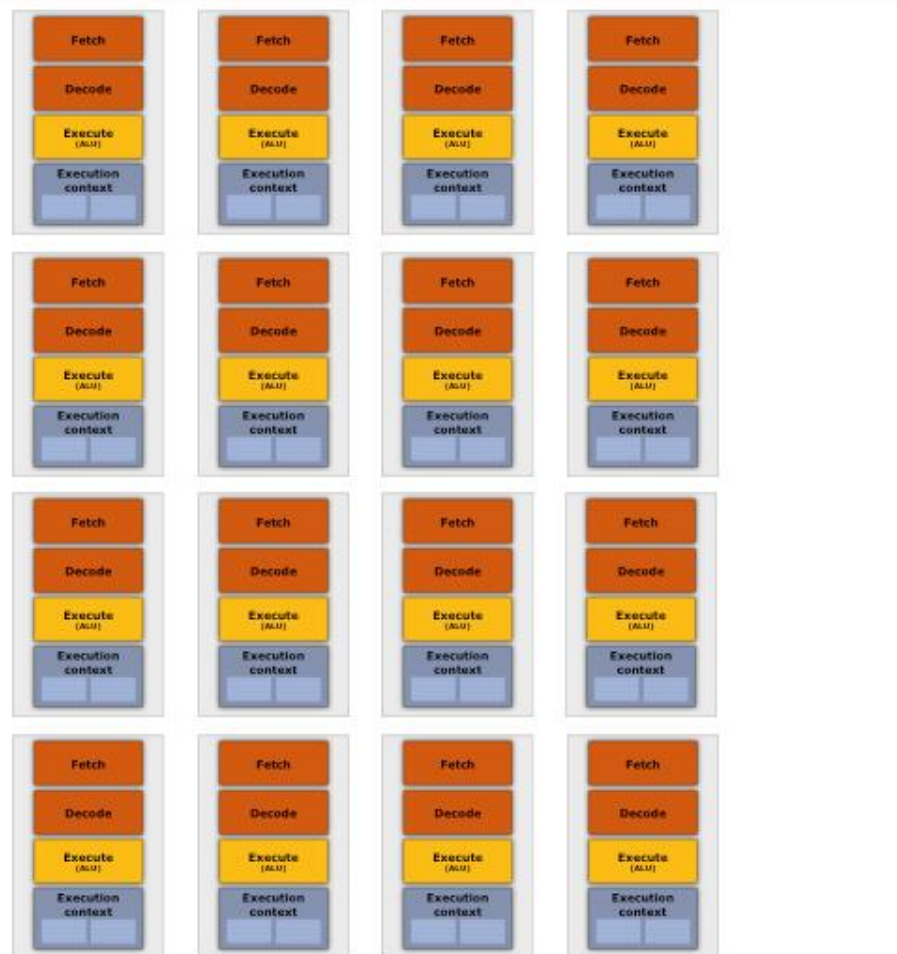 Fetch Fetch Fetch Fetch
Decode Decode Decode Decode
Execute Execute Execute Execute
(ALU) (ALU) (ALU) (ALU)
Execution Execution Execution Execution
context context context context
Fetch Fetch Fetch Fetch
Decode Decode Decode Decode
Execute Execute Execute Execute
(ALU) (ALU) (ALU) (ALU)
Execution Execution Execution Execution
context context context context
Fetch Fetch Fetch Fetch
Decode Decode Decode Decode
Execute Execute Execute Execute
(ALU) (ALU) (ALU) (ALU)
Execution Execution Execution Execution
context context context context
Fetch Fetch Fetch Fetch
Decode Decode Decode Decode
Execute Execute Execute Execute
(ALU) (ALU) (ALU) (ALU)
Execution Execution Execution Execution
context context context context